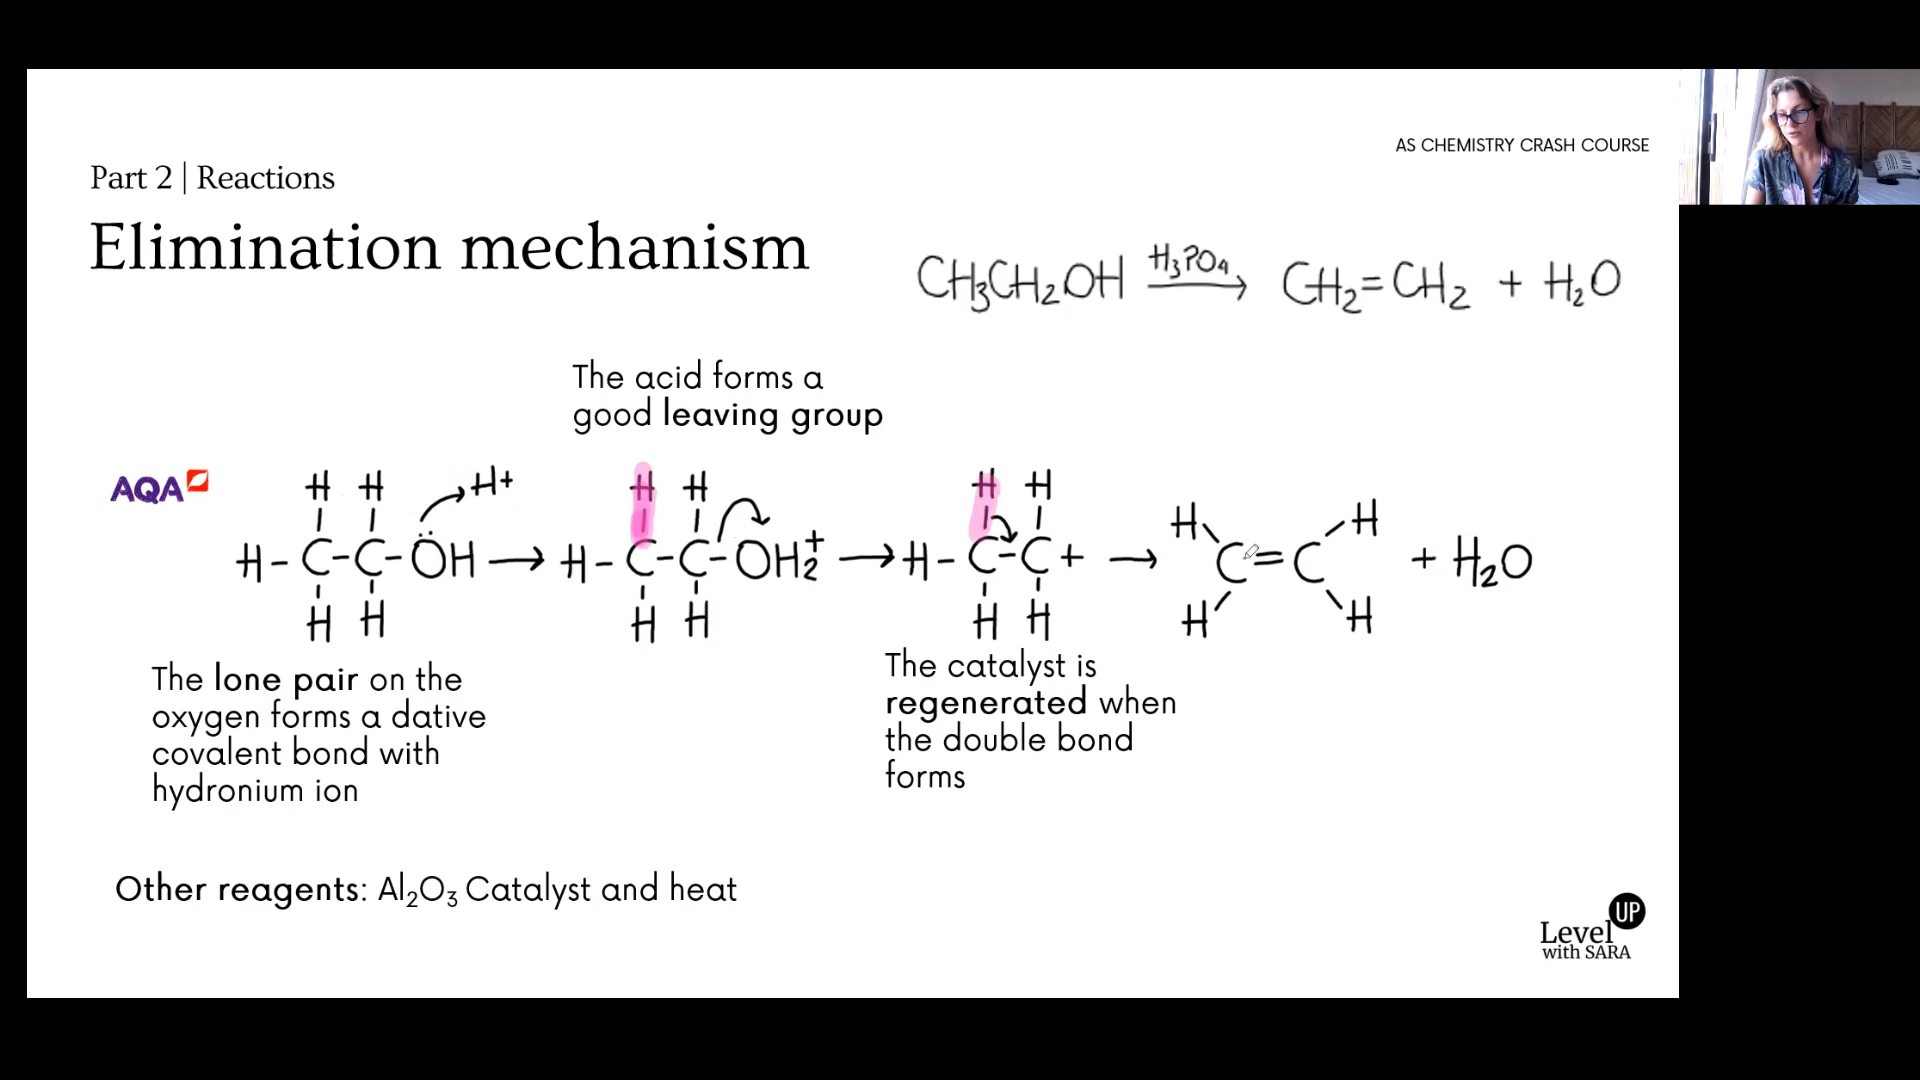 AS CHEMISTRY CRASH COURSE
Part 2 | Reactions
Elimination mechanism
CH₃CH₂OH H₃PO₄ → CH₂=CH₂ + H₂O
The acid forms a
good leaving group
AQA
H H H+
H-C-C-ÖH → H-C-C-OH₂⁺ → H-C-C+ → C=C + H₂O
H H
H H
H H
H-C-C-OH₂⁺
H H
H H
H-C-C+
H H
H H
C=C
H H
The lone pair on the
oxygen forms a dative
covalent bond with
hydronium ion
The catalyst is
regenerated when
the double bond
forms
Other reagents: Al₂O₃ Catalyst and heat
UP
Level
with SARA